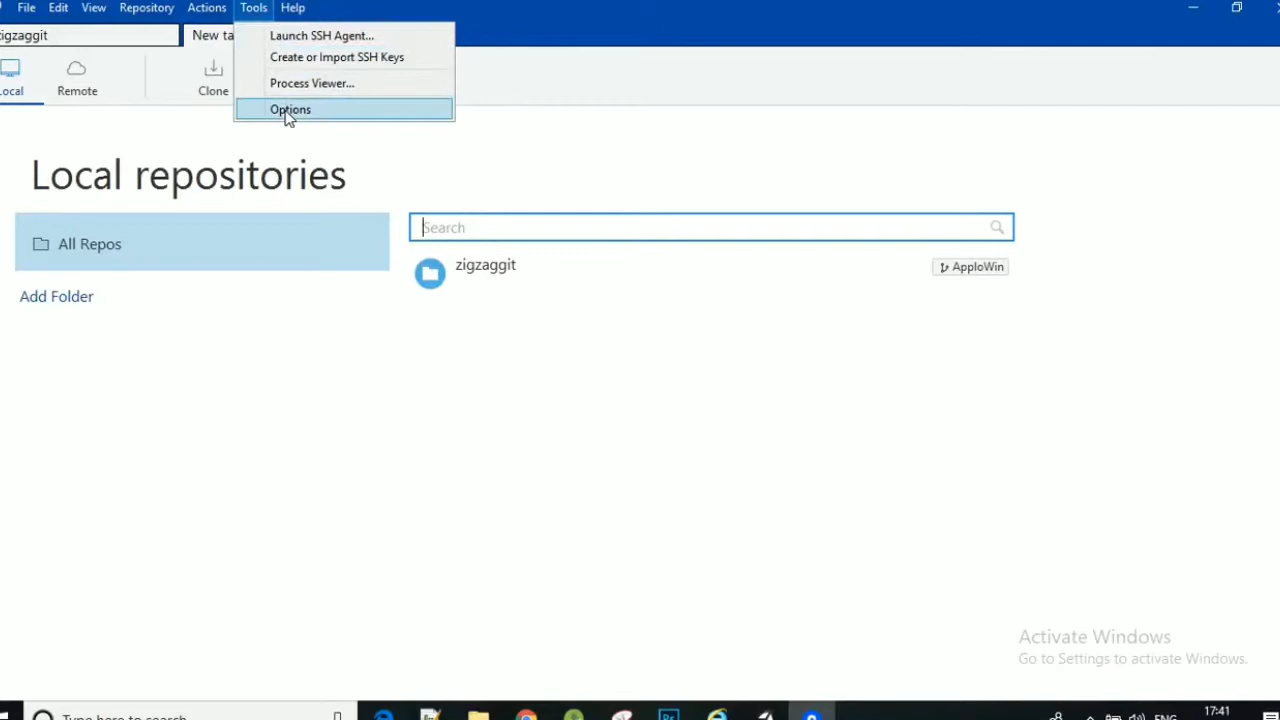 File Edit View Repository Actions Tools Help
zigzaggit New ta
Launch SSH Agent...
Create or Import SSH Keys
Process Viewer...
Options
Local Remote Clone
Local repositories
All Repos
Search
zigzaggit
ApploWin
Add Folder
Activate Windows
Go to Settings to activate Windows.
Type here to search
ENG
17:41